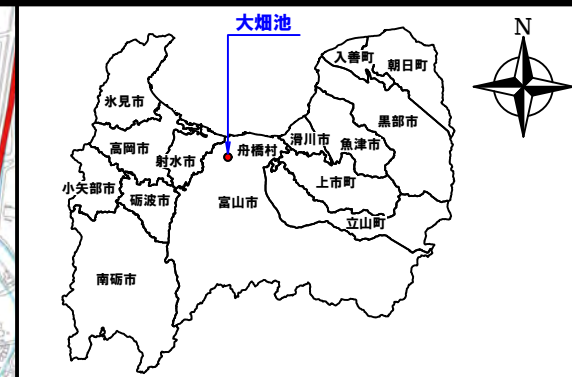 大畑池
N
入善町
朝日町
氷見市
黒部市
滑川市
魚津市
高岡市
射水市
舟橋村
上市町
小矢部市
砺波市
富山市
立山町
南砺市